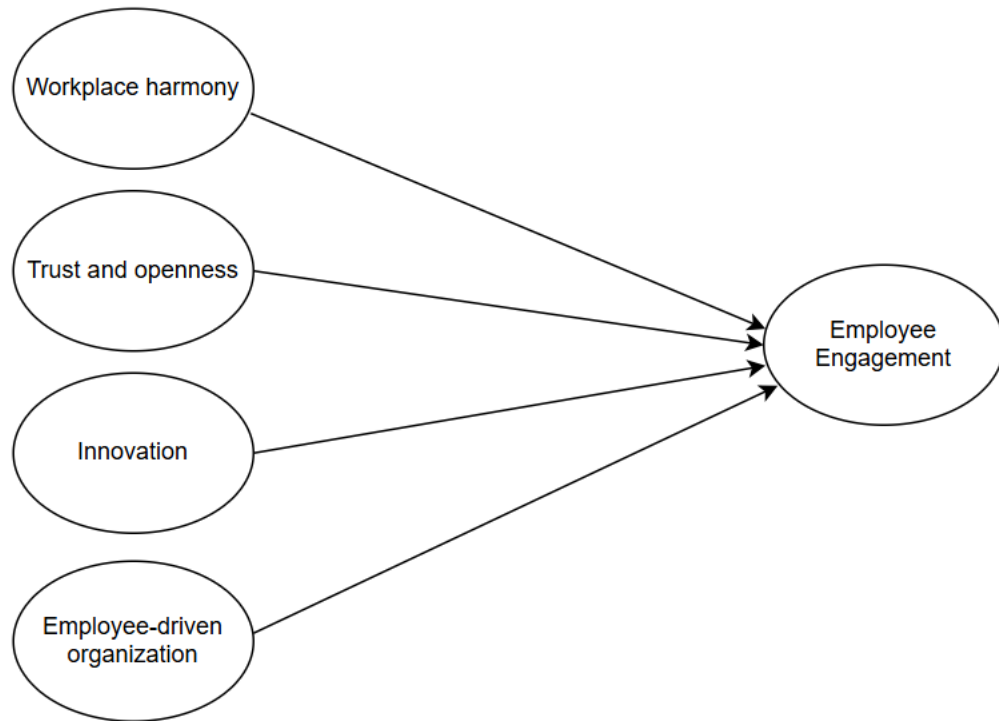 Workplace harmony
Trust and openness
Employee
Engagement
Innovation
Employee-driven
organization